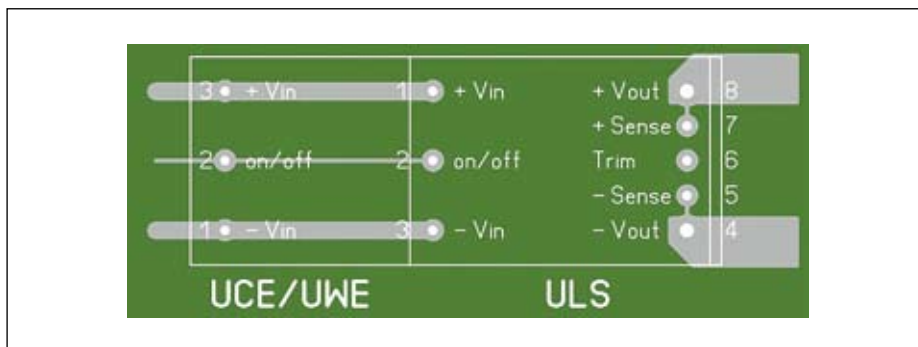 3 + Vin 1 + Vin + Vout 8
+ Sense 7
2 on/off 2 on/off Trim 6
- Sense 5
1 - Vin 3 - Vin - Vout 4
UCE/UWE ULS